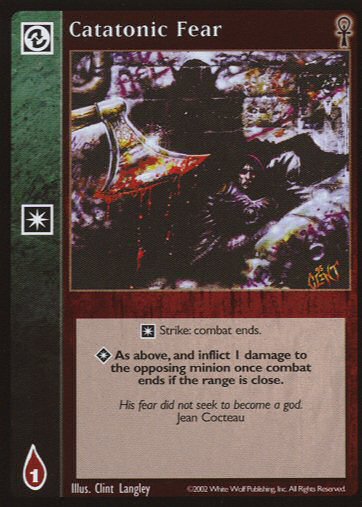 Catatonic Fear
95
CLENT
Strike: combat ends.
As above, and inflict 1 damage to
the opposing minion once combat
ends if the range is close.
His fear did not seek to become a god.
Jean Cocteau
1
Illus. Clint Langley
©2002 White Wolf Publishing, Inc. All Rights Reserved.